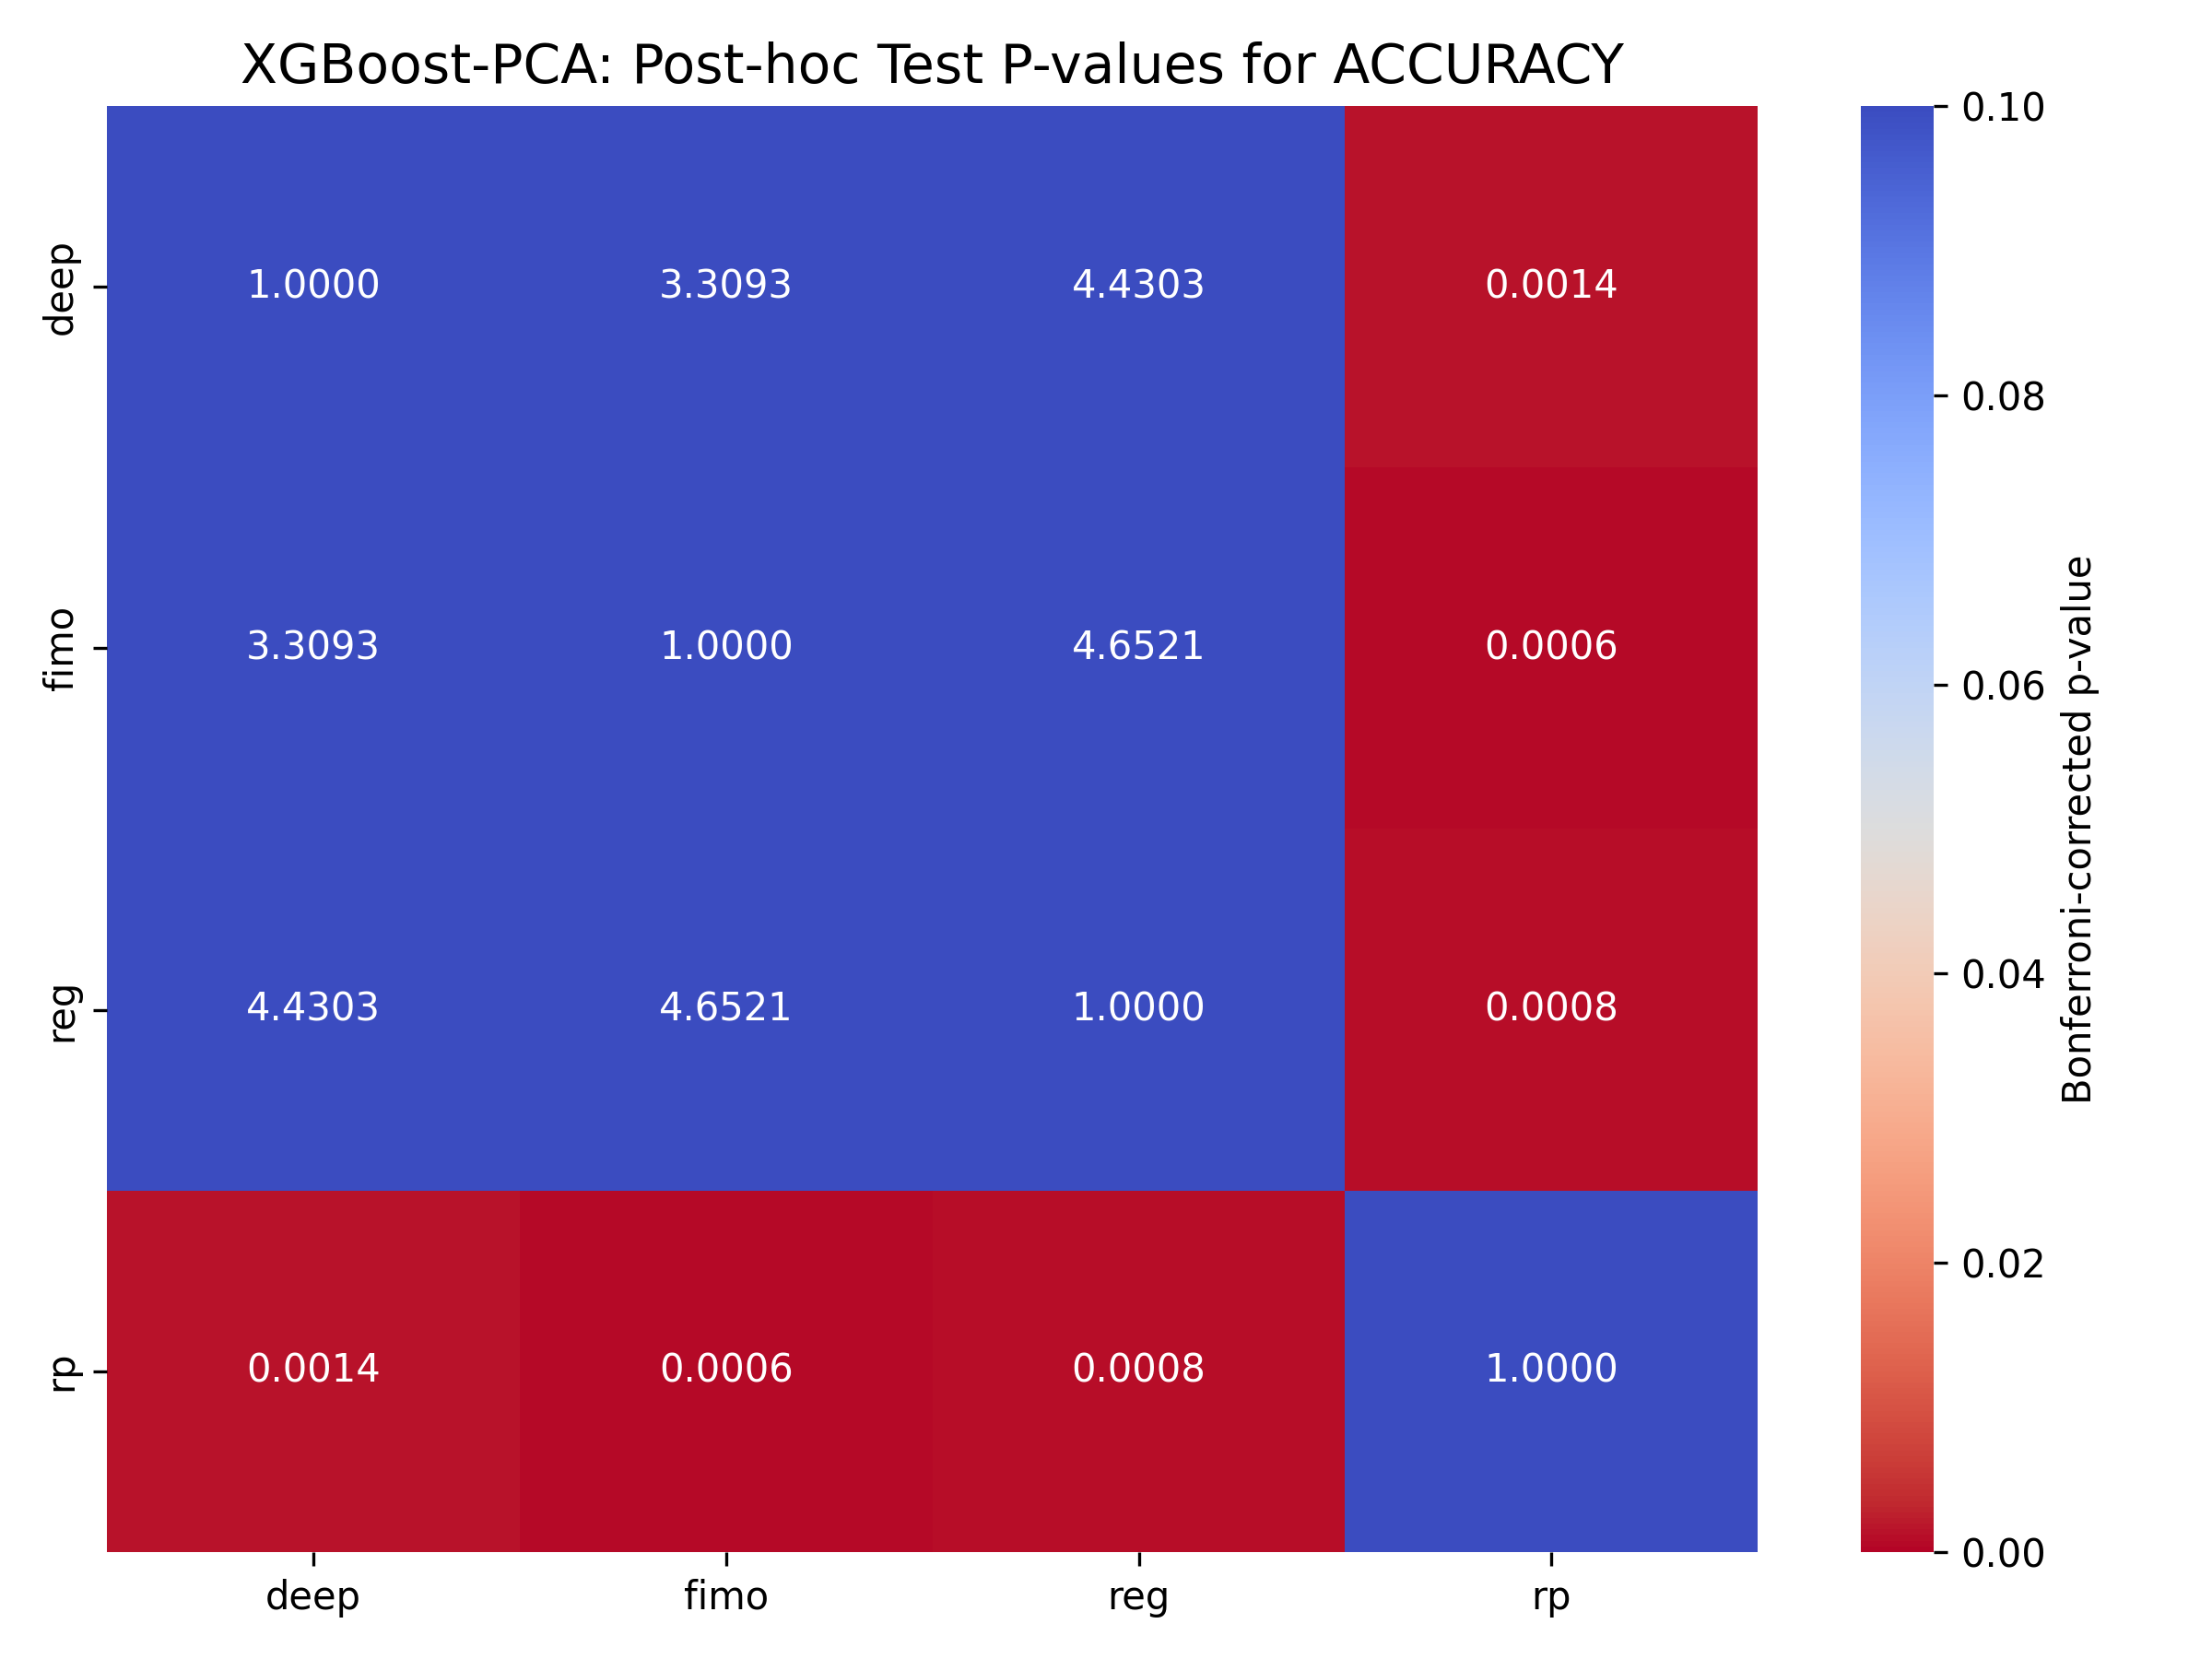 XGBoost-PCA: Post-hoc Test P-values for ACCURACY
deep 1.0000 3.3093 4.4303 0.0014
fimo 3.3093 1.0000 4.6521 0.0006
reg 4.4303 4.6521 1.0000 0.0008
rp 0.0014 0.0006 0.0008 1.0000
deep fimo reg rp
0.10
0.08
0.06
0.04
0.02
0.00
Bonferroni-corrected p-value